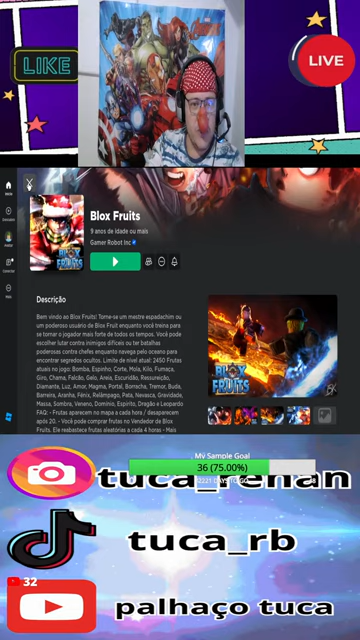 LIKE
LIVE
Blox Fruits
9 anos de idade ou mais
Gamer Robot Inc
Descrição
Bem vindo ao Blox Fruits! Torne-se um mestre espadachim ou
um poderoso usuário de Blox Fruit enquanto você treina para
se tornar o jogador mais forte de todos os tempos. Você pode
escolher lutar contra inimigos difíceis ou ter batalhas
poderosas contra chefes enquanto navega pelo oceano para
encontrar segredos ocultos. Limite de nível atual: 2450 Frutas
atuais do jogo: Bomba, Espinho, Corte, Mola, Kilo, Fumaça,
Giro, Chama, Falcão, Gelo, Areia, Escuridão, Ressureição,
Diamante, Luz, Amor, Magma, Portal, Borracha, Tremor, Buda,
Barreira, Aranha, Fênix, Relâmpago, Pata, Nevasca, Gravidade,
Massa, Sombra, Veneno, Domínio, Espírito, Dragão e Leopardo
FAQ: - Frutas aparecem no mapa a cada hora / desaparecem
após 20. - Você pode comprar frutas no Vendedor de Blox
Fruits. Ele reabastece frutas aleatórias a cada 4 horas - Mais
BLOX
FRUITS
BLOX
FRUITS
My Sample Goal
36 (75.00%)
tuca_renan
tuca_rb
32
palhaço tuca